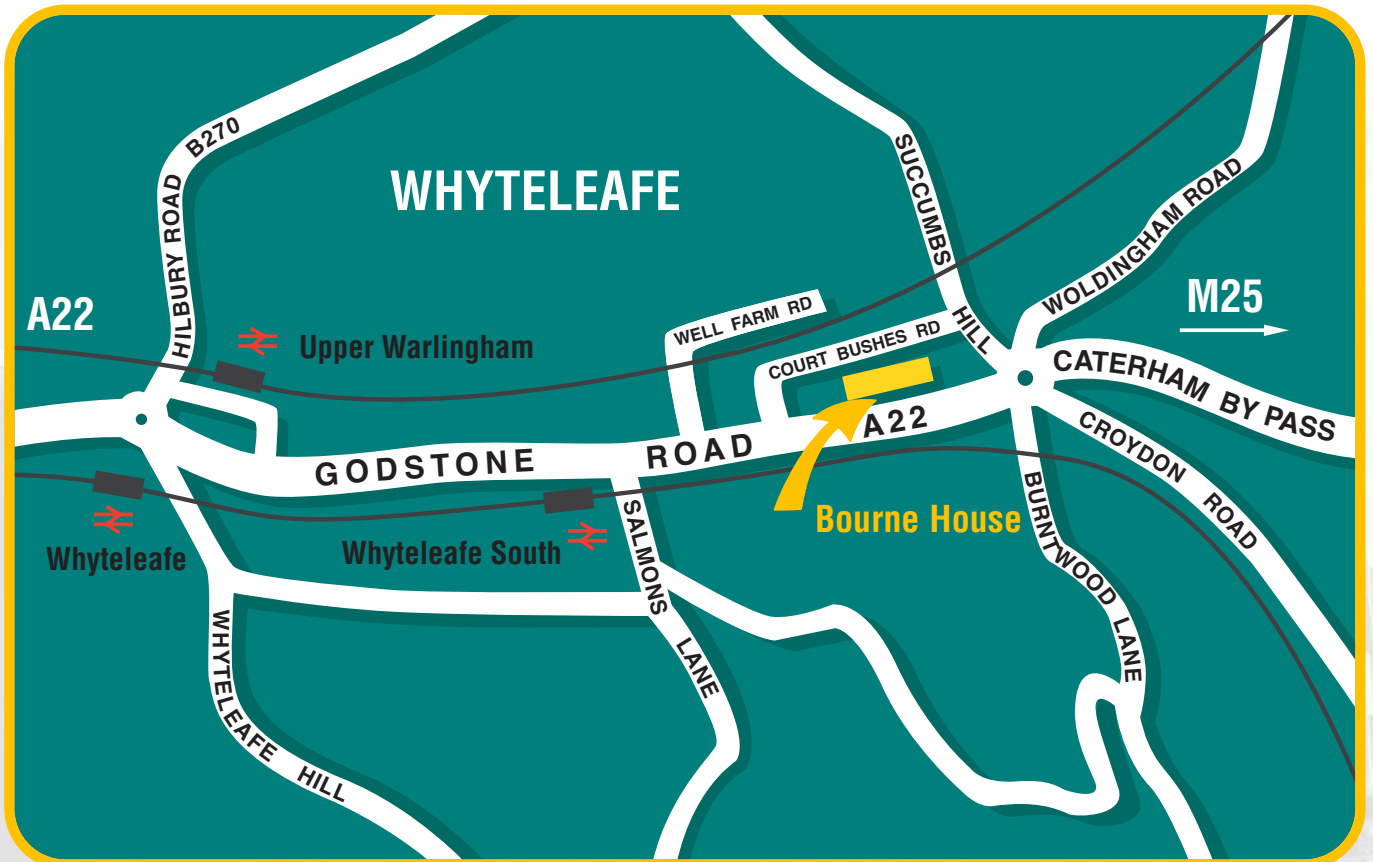 B270
HILBURY ROAD
WHYTELEAFE
SUCCUMBS HILL
WOLDINGHAM ROAD
M25
A22
Upper Warlingham
WELL FARM RD
COURT BUSHES RD
CATERHAM BY PASS
GODSTONE ROAD A22
CROYDON ROAD
Bourne House
BURNTWOOD LANE
Whyteleafe
Whyteleafe South
SALMONS LANE
WHYTELEAFE HILL